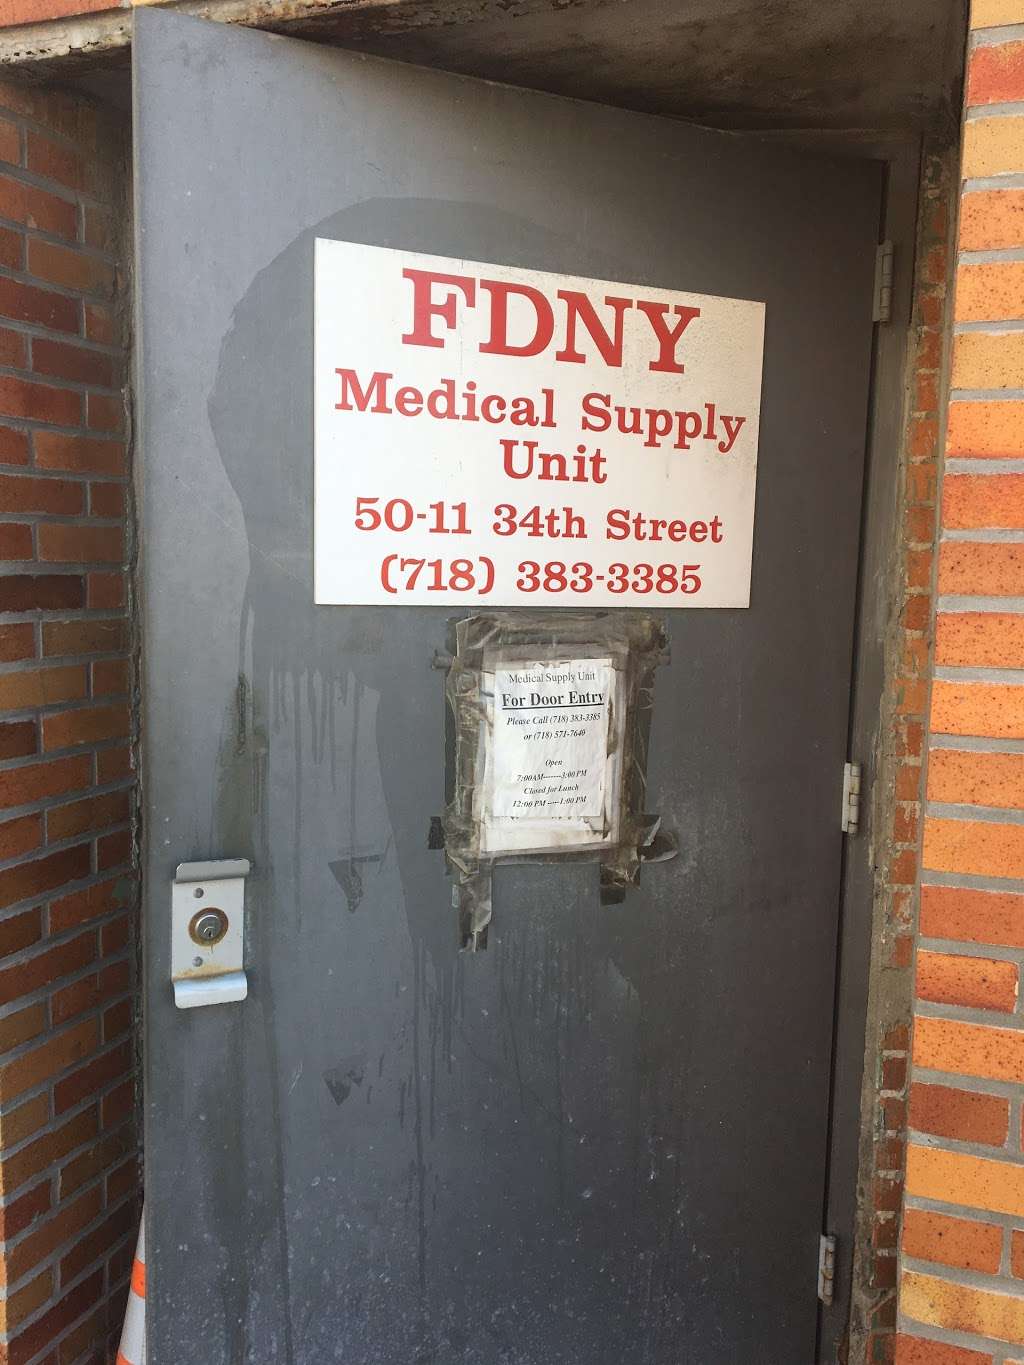 FDNY
Medical Supply
Unit
50-11 34th Street
(718) 383-3385
Medical Supply Unit
For Door Entry
Please Call (718) 383-3385
or (718) 571-7640
Open
7:00AM-------3:00 PM
Closed for Lunch
12:00 PM -----1:00 PM